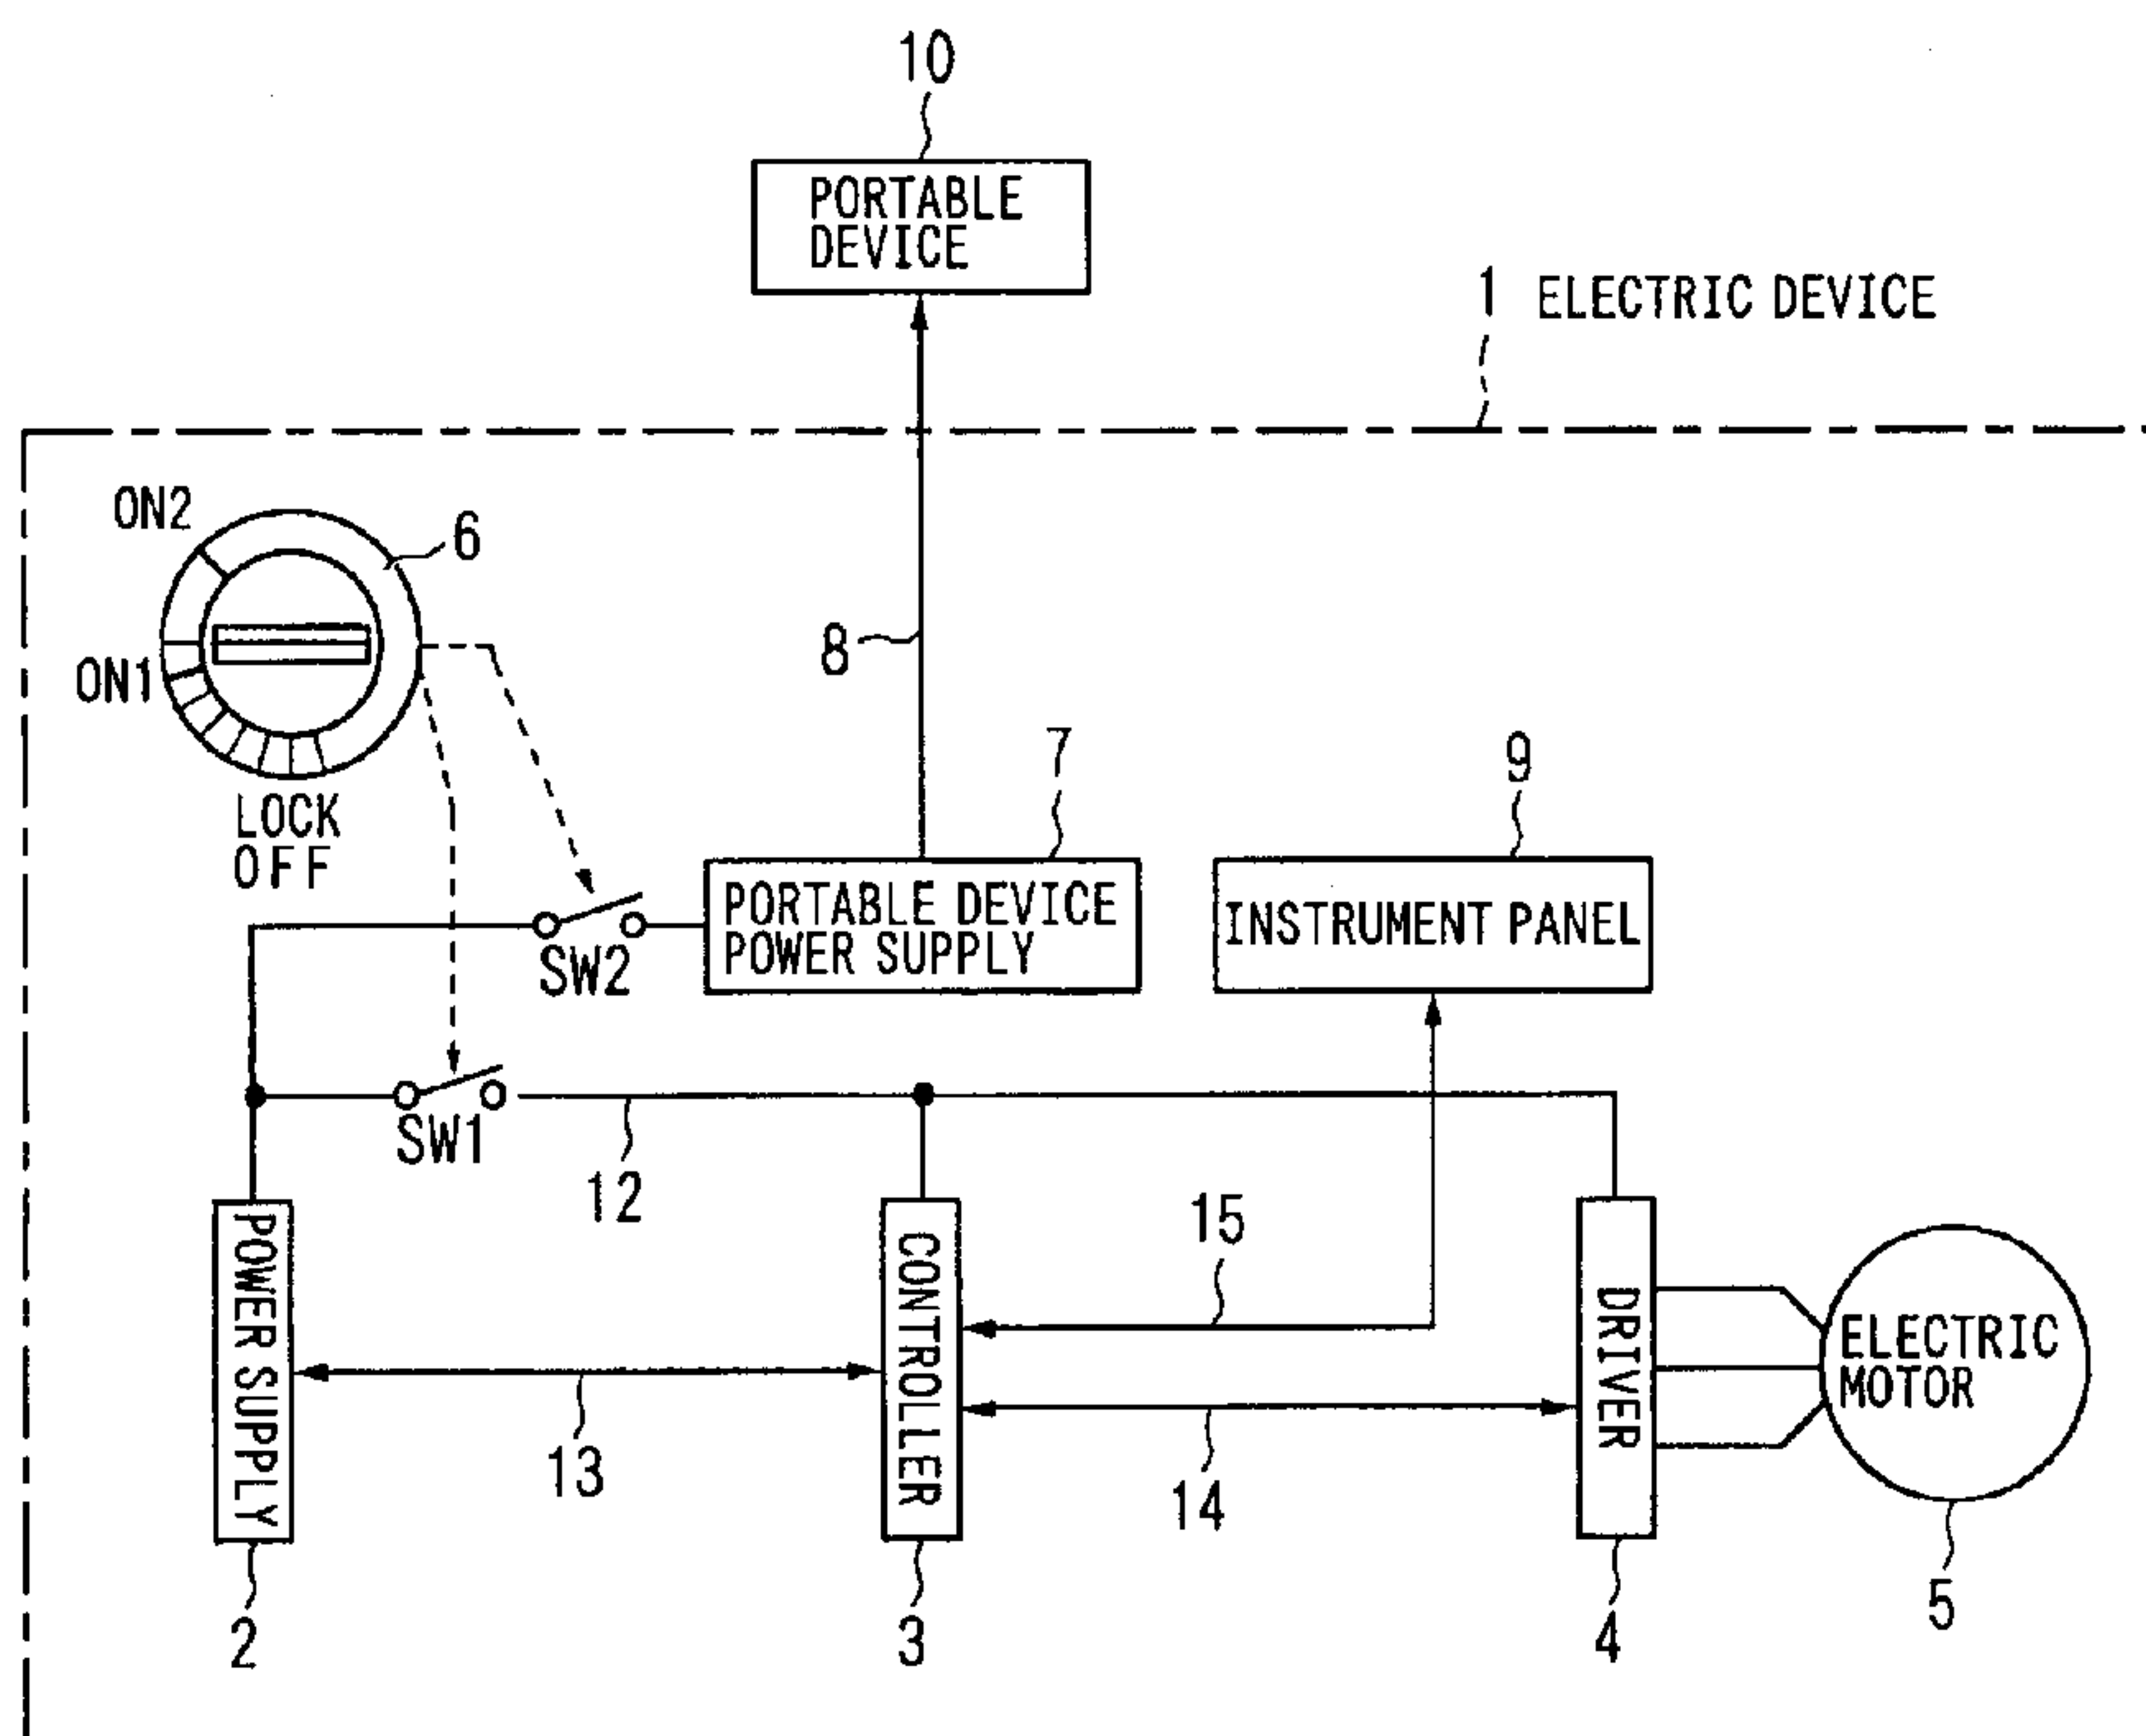 10
PORTABLE
DEVICE
1 ELECTRIC DEVICE
ON2
6
ON1
8
LOCK
OFF
7
9
PORTABLE DEVICE
POWER SUPPLY
INSTRUMENT PANEL
SW2
SW1
12
15
POWER SUPPLY
CONTROLLER
DRIVER
ELECTRIC
MOTOR
13
14
2
3
4
5